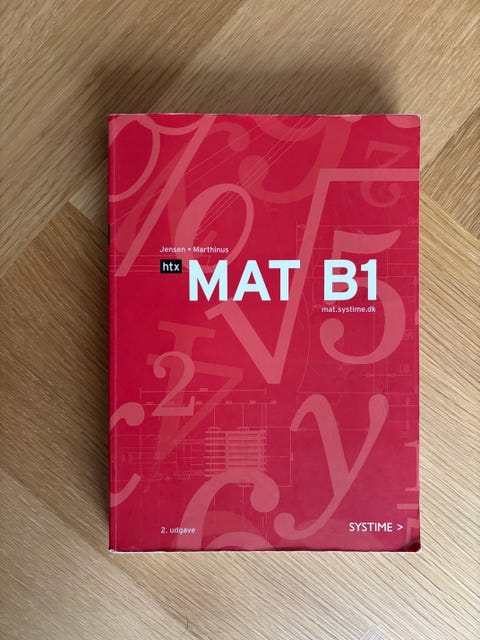 Jensen • Marthinus
htx MAT B1
mat.systime.dk
2. udgave
SYSTIME >